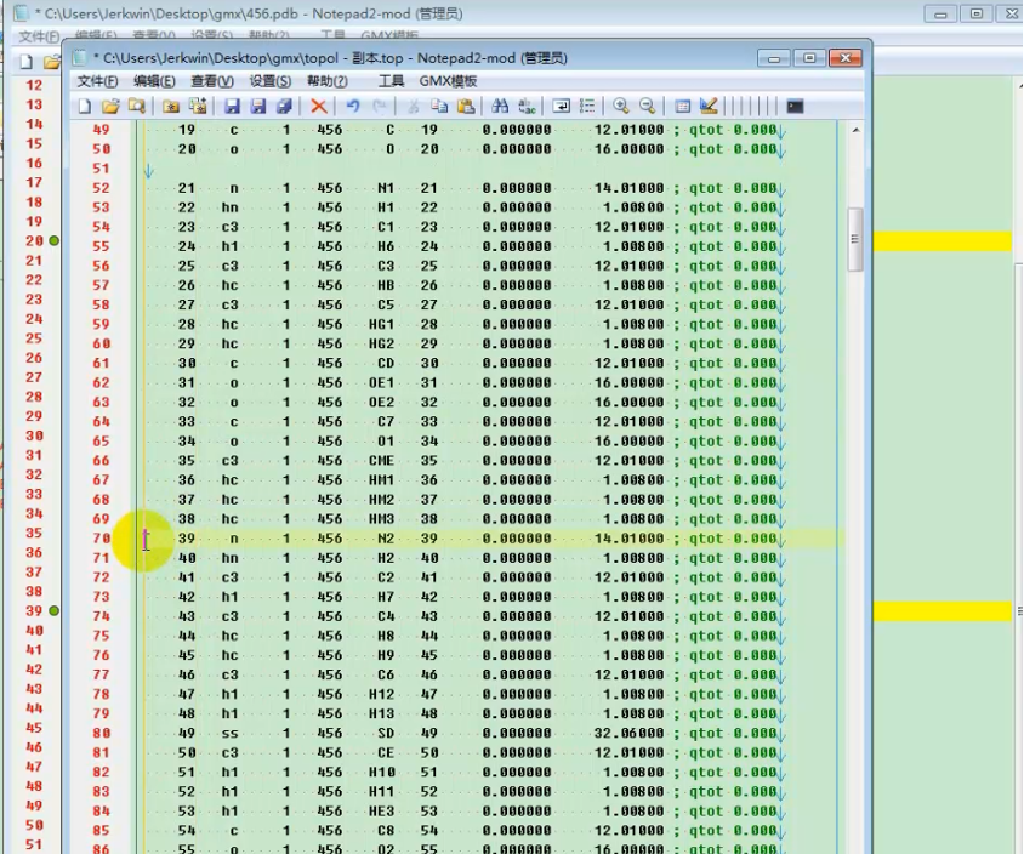 * C:\Users\Jerkwin\Desktop\gmx\456.pdb - Notepad2-mod (管理员)
文件(F) 编辑(E) 查看(V) 设置(S) 帮助(?) 工具 GMX模板
* C:\Users\Jerkwin\Desktop\gmx\topol - 副本.top - Notepad2-mod (管理员)
文件(F) 编辑(E) 查看(V) 设置(S) 帮助(?) 工具 GMX模板
12
13
14
15
16
17
18
19
20
21
22
23
24
25
26
27
28
29
30
31
32
33
34
35
36
37
38
39
40
41
42
43
44
45
46
47
48
49
50
51
49 19 c 1 456 C 19 0.000000 12.01000 ; qtot 0.000
50 20 o 1 456 O 20 0.000000 16.00000 ; qtot 0.000
51
52 21 n 1 456 N1 21 0.000000 14.01000 ; qtot 0.000
53 22 hn 1 456 H1 22 0.000000 1.00800 ; qtot 0.000
54 23 c3 1 456 C1 23 0.000000 12.01000 ; qtot 0.000
55 24 h1 1 456 H6 24 0.000000 1.00800 ; qtot 0.000
56 25 c3 1 456 C3 25 0.000000 12.01000 ; qtot 0.000
57 26 hc 1 456 HB 26 0.000000 1.00800 ; qtot 0.000
58 27 c3 1 456 C5 27 0.000000 12.01000 ; qtot 0.000
59 28 hc 1 456 HG1 28 0.000000 1.00800 ; qtot 0.000
60 29 hc 1 456 HG2 29 0.000000 1.00800 ; qtot 0.000
61 30 c 1 456 CD 30 0.000000 12.01000 ; qtot 0.000
62 31 o 1 456 OE1 31 0.000000 16.00000 ; qtot 0.000
63 32 o 1 456 OE2 32 0.000000 16.00000 ; qtot 0.000
64 33 c 1 456 C7 33 0.000000 12.01000 ; qtot 0.000
65 34 o 1 456 O1 34 0.000000 16.00000 ; qtot 0.000
66 35 c3 1 456 CME 35 0.000000 12.01000 ; qtot 0.000
67 36 hc 1 456 HM1 36 0.000000 1.00800 ; qtot 0.000
68 37 hc 1 456 HM2 37 0.000000 1.00800 ; qtot 0.000
69 38 hc 1 456 HM3 38 0.000000 1.00800 ; qtot 0.000
70 39 n 1 456 N2 39 0.000000 14.01000 ; qtot 0.000
71 40 hn 1 456 H2 40 0.000000 1.00800 ; qtot 0.000
72 41 c3 1 456 C2 41 0.000000 12.01000 ; qtot 0.000
73 42 h1 1 456 H7 42 0.000000 1.00800 ; qtot 0.000
74 43 c3 1 456 C4 43 0.000000 12.01000 ; qtot 0.000
75 44 hc 1 456 H8 44 0.000000 1.00800 ; qtot 0.000
76 45 hc 1 456 H9 45 0.000000 1.00800 ; qtot 0.000
77 46 c3 1 456 C6 46 0.000000 12.01000 ; qtot 0.000
78 47 h1 1 456 H12 47 0.000000 1.00800 ; qtot 0.000
79 48 h1 1 456 H13 48 0.000000 1.00800 ; qtot 0.000
80 49 ss 1 456 SD 49 0.000000 32.06000 ; qtot 0.000
81 50 c3 1 456 CE 50 0.000000 12.01000 ; qtot 0.000
82 51 h1 1 456 H10 51 0.000000 1.00800 ; qtot 0.000
83 52 h1 1 456 H11 52 0.000000 1.00800 ; qtot 0.000
84 53 h1 1 456 HE3 53 0.000000 1.00800 ; qtot 0.000
85 54 c 1 456 C8 54 0.000000 12.01000 ; qtot 0.000
86 55 o 1 456 O2 55 0.000000 16.00000 ; qtot 0.000